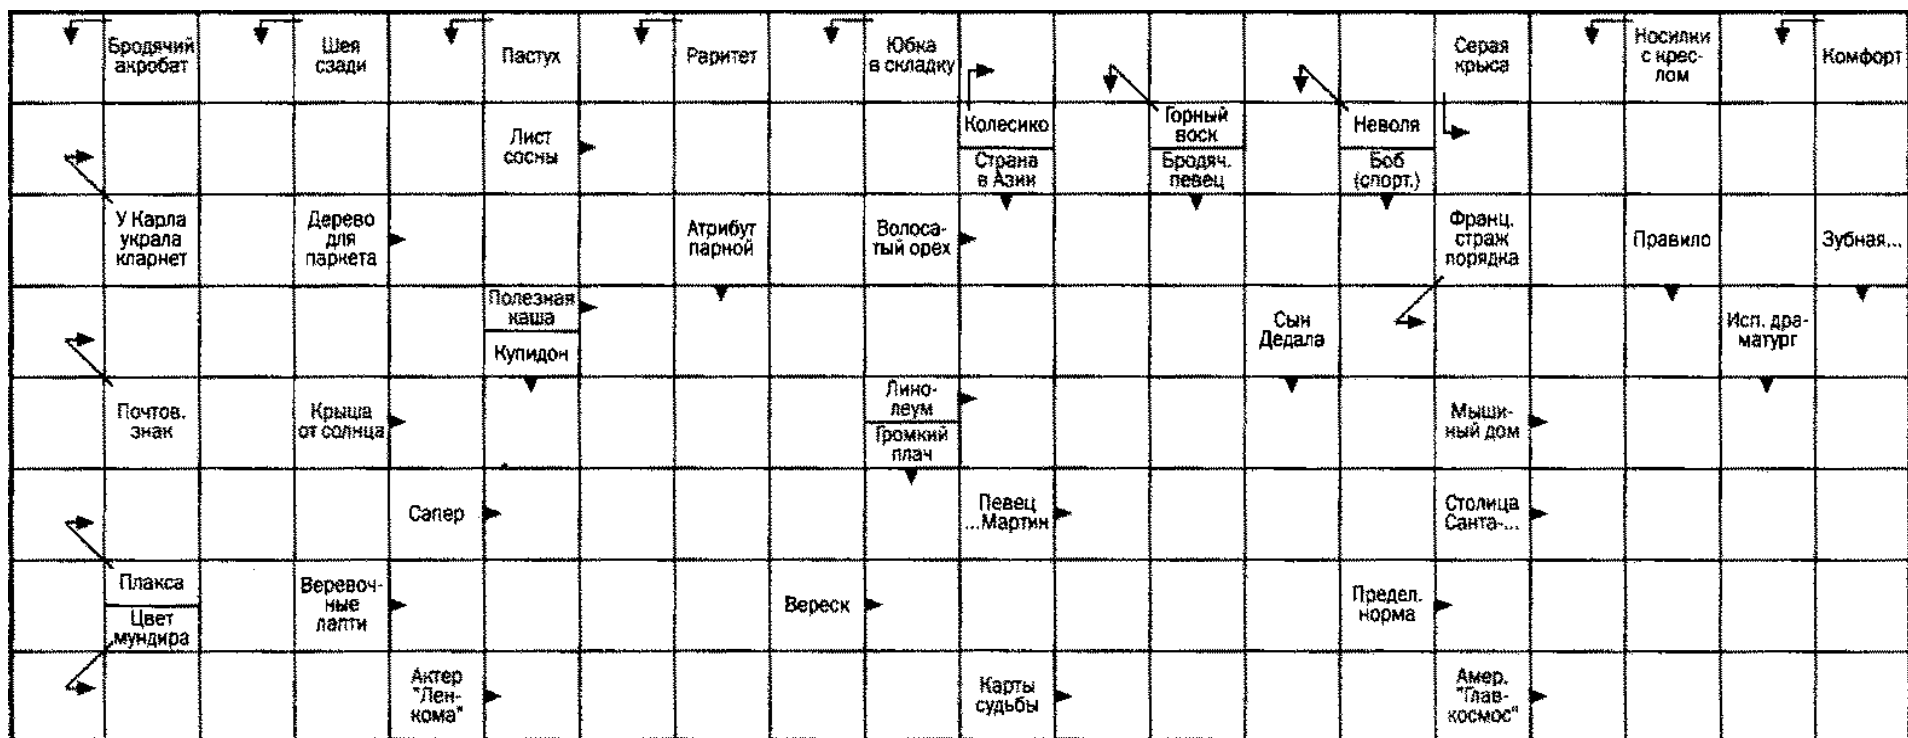 Бродячий
акробат
Шея
сзади
Пастух
Раритет
Юбка
в складку
Серая
крыса
Носилки
с крес-
лом
Комфорт
Лист
сосны
Колесико
Страна
в Азии
Горный
воск
Бродяч.
певец
Неволя
Боб
(спорт.)
У Карла
украла
кларнет
Дерево
для
паркета
Атрибут
парной
Волоса-
тый орех
Франц.
страж
порядка
Правило
Зубная...
Полезная
каша
Купидон
Сын
Дедала
Исп. дра-
матург
Почтов.
знак
Крыша
от солнца
Лино-
леум
Громкий
плач
Мыши-
ный дом
Сапер
Певец
...Мартин
Столица
Санта-...
Плакса
Цвет
мундира
Веревоч-
ные
лапти
Вереск
Предел.
норма
Актер
"Лен-
кома"
Карты
судьбы
Амер.
"Глав-
космос"